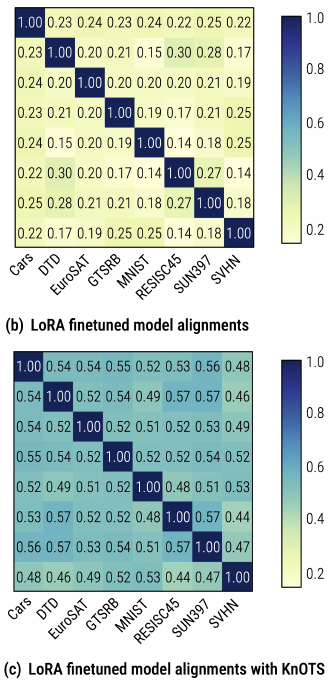 1.00 0.23 0.24 0.23 0.24 0.22 0.25 0.22
0.23 1.00 0.20 0.21 0.15 0.30 0.28 0.17
0.24 0.20 1.00 0.20 0.20 0.20 0.21 0.19
0.23 0.21 0.20 1.00 0.19 0.17 0.21 0.25
0.24 0.15 0.20 0.19 1.00 0.14 0.18 0.25
0.22 0.30 0.20 0.17 0.14 1.00 0.27 0.14
0.25 0.28 0.21 0.21 0.18 0.27 1.00 0.18
0.22 0.17 0.19 0.25 0.25 0.14 0.18 1.00
Cars DTD EuroSAT GTSRB MNIST RESISC45 SUN397 SVHN
1.0
0.8
0.6
0.4
0.2
(b) LoRA finetuned model alignments
1.00 0.54 0.54 0.55 0.52 0.53 0.56 0.48
0.54 1.00 0.52 0.54 0.49 0.57 0.57 0.46
0.54 0.52 1.00 0.52 0.51 0.52 0.53 0.49
0.55 0.54 0.52 1.00 0.52 0.52 0.54 0.52
0.52 0.49 0.51 0.52 1.00 0.48 0.51 0.53
0.53 0.57 0.52 0.52 0.48 1.00 0.57 0.44
0.56 0.57 0.53 0.54 0.51 0.57 1.00 0.47
0.48 0.46 0.49 0.52 0.53 0.44 0.47 1.00
Cars DTD EuroSAT GTSRB MNIST RESISC45 SUN397 SVHN
1.0
0.8
0.6
0.4
0.2
(c) LoRA finetuned model alignments with KnOTS